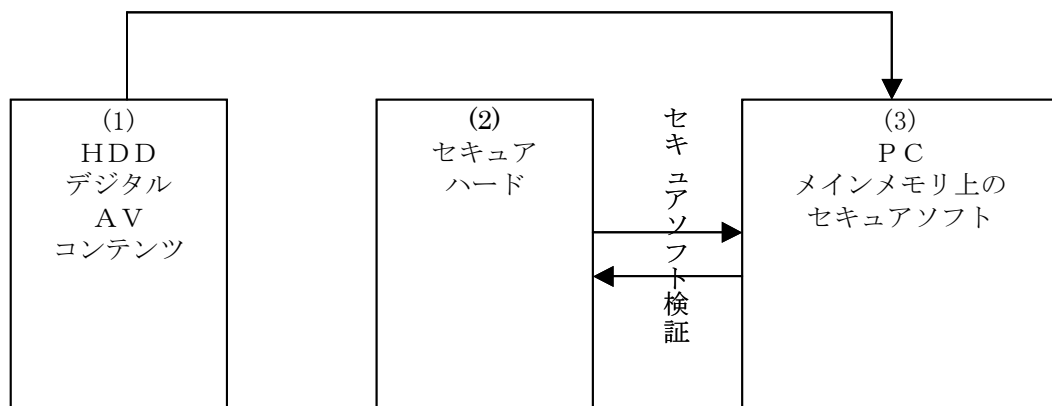 (1)
ＨＤＤ
デジタル
ＡＶ
コンテンツ
(2)
セキュア
ハード
セキュアソフト検証
(3)
ＰＣ
メインメモリ上の
セキュアソフト